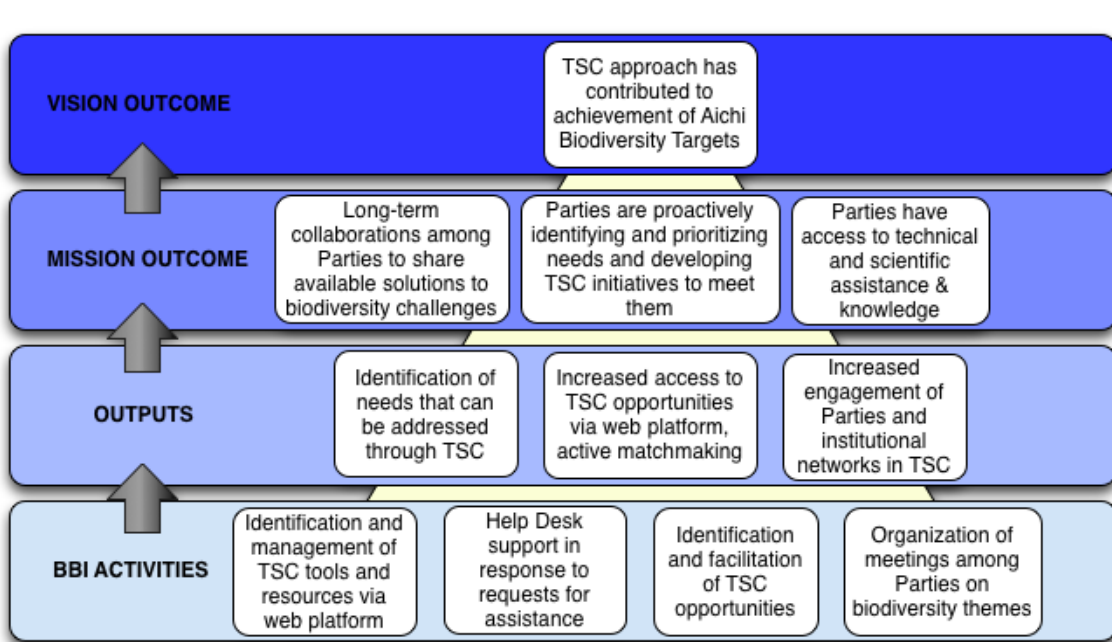 VISION OUTCOME
TSC approach has
contributed to
achievement of Aichi
Biodiversity Targets
MISSION OUTCOME
Long-term
collaborations among
Parties to share
available solutions to
biodiversity challenges
Parties are proactively
identifying and prioritizing
needs and developing
TSC initiatives to meet
them
Parties have
access to technical
and scientific
assistance &
knowledge
OUTPUTS
Identification of
needs that can
be addressed
through TSC
Increased access to
TSC opportunities
via web platform,
active matchmaking
Increased
engagement of
Parties and
institutional
networks in TSC
BBI ACTIVITIES
Identification and
management of
TSC tools and
resources via
web platform
Help Desk
support in
response to
requests for
assistance
Identification
and facilitation
of TSC
opportunities
Organization of
meetings among
Parties on
biodiversity themes